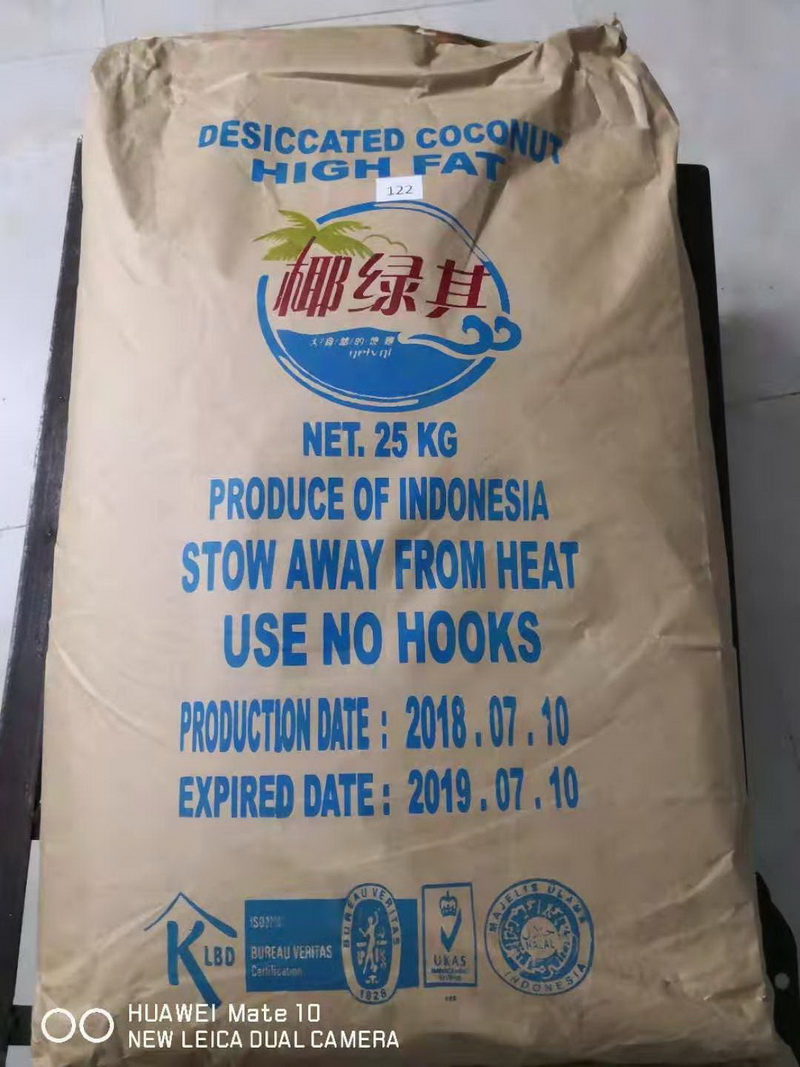 DESICCATED COCONUT
HIGH FAT
122
椰绿其
NET. 25 KG
PRODUCE OF INDONESIA
STOW AWAY FROM HEAT
USE NO HOOKS
PRODUCTION DATE : 2018 . 07 . 10
EXPIRED DATE : 2019 . 07 . 10
K LBD
BUREAU VERITAS
Certification
BUREAU VERITAS
1828
UKAS
MAJELIS ULAMA
حلال
HALAL
INDONESIA
HUAWEI Mate 10
NEW LEICA DUAL CAMERA